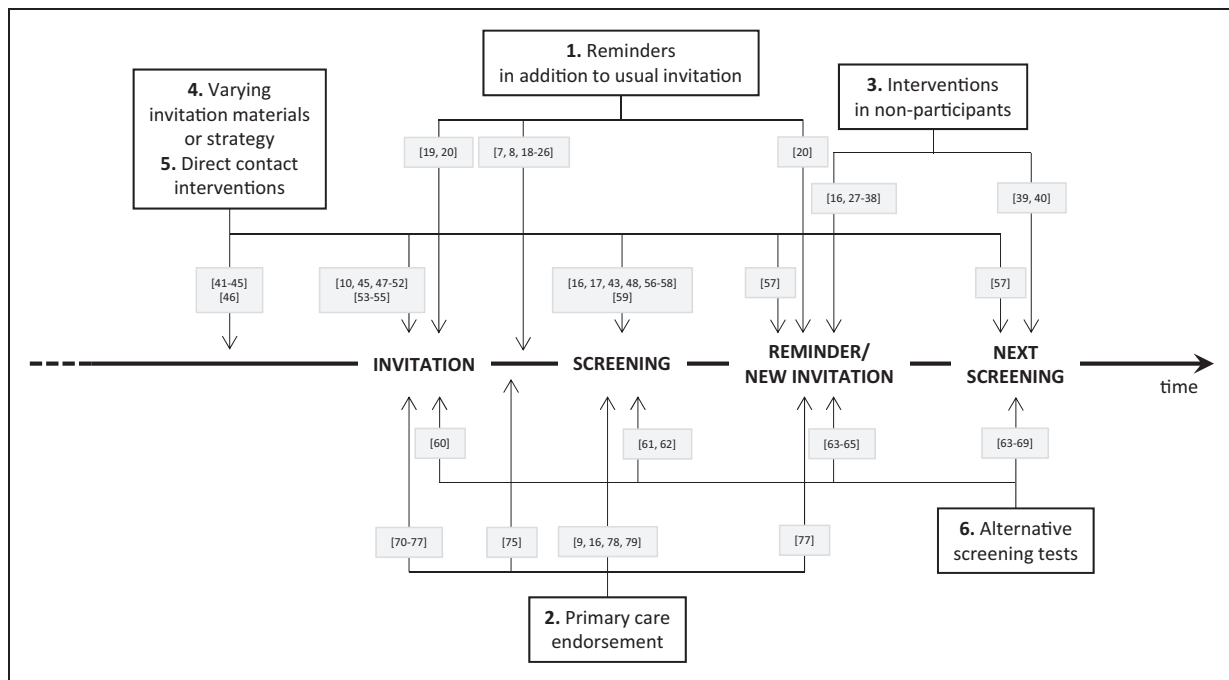 1. Reminders
in addition to usual invitation
4. Varying
invitation materials
or strategy
5. Direct contact
interventions
3. Interventions
in non-participants
[19, 20]
[7, 8, 18-26]
[20]
[16, 27-38]
[39, 40]
[41-45]
[46]
[10, 45, 47-52]
[53-55]
[16, 17, 43, 48, 56-58]
[59]
[57]
[57]
INVITATION
SCREENING
REMINDER/
NEW INVITATION
NEXT
SCREENING
time
[60]
[61, 62]
[63-65]
[63-69]
[70-77]
[75]
[9, 16, 78, 79]
[77]
6. Alternative
screening tests
2. Primary care
endorsement